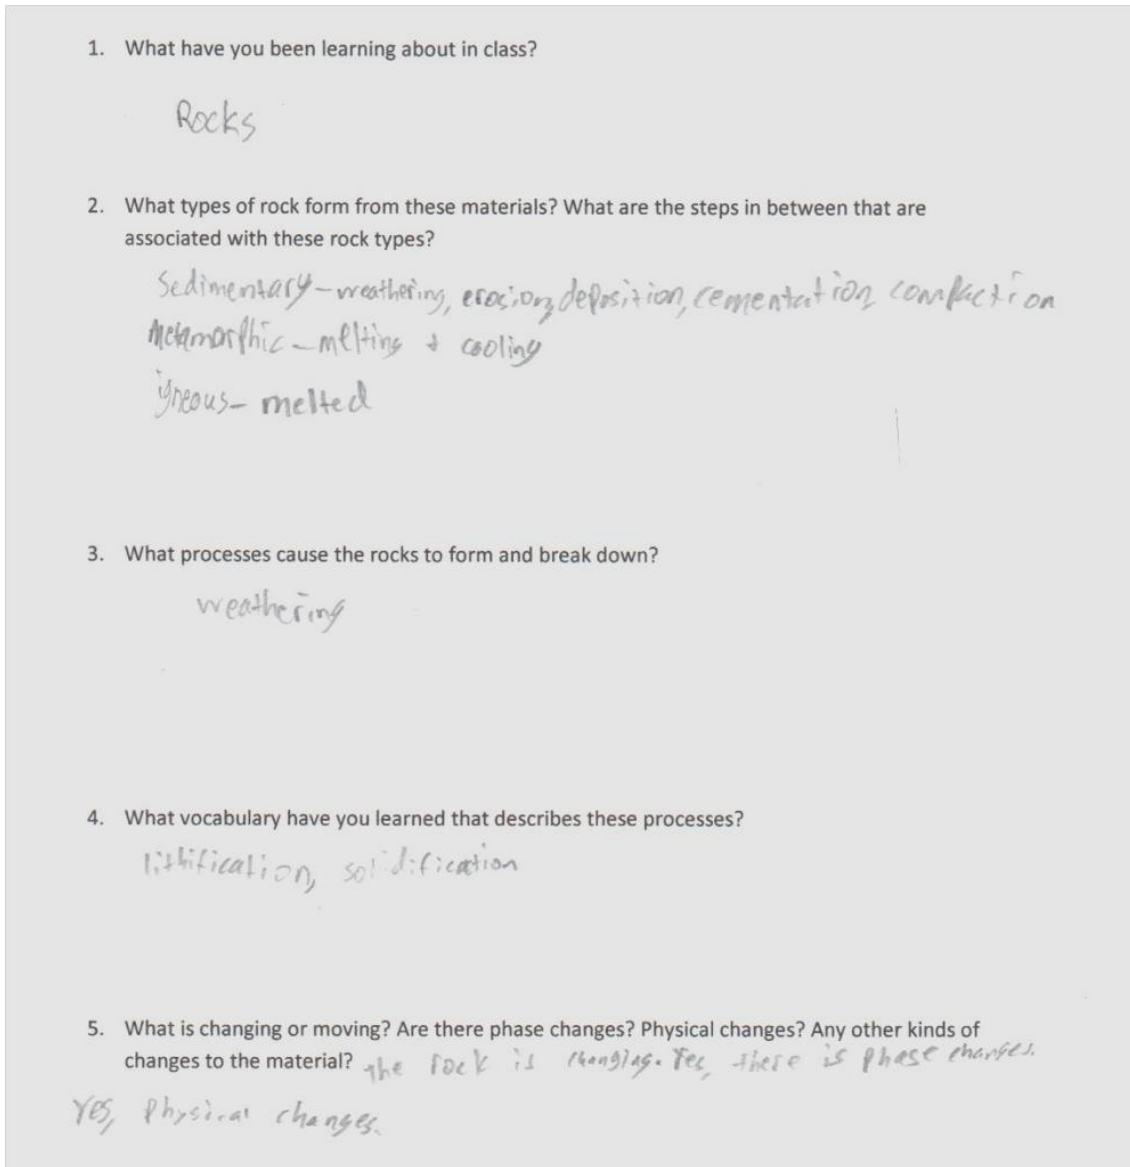 1. What have you been learning about in class?
Rocks
2. What types of rock form from these materials? What are the steps in between that are
associated with these rock types?
Sedimentary - weathering, erosion, deposition, cementation, compaction
Metamorphic - melting & cooling
igneous - melted
3. What processes cause the rocks to form and break down?
weathering
4. What vocabulary have you learned that describes these processes?
lithification, solidification
5. What is changing or moving? Are there phase changes? Physical changes? Any other kinds of
changes to the material? The rock is changing. Yes, there is phase changes.
Yes, Physical changes.